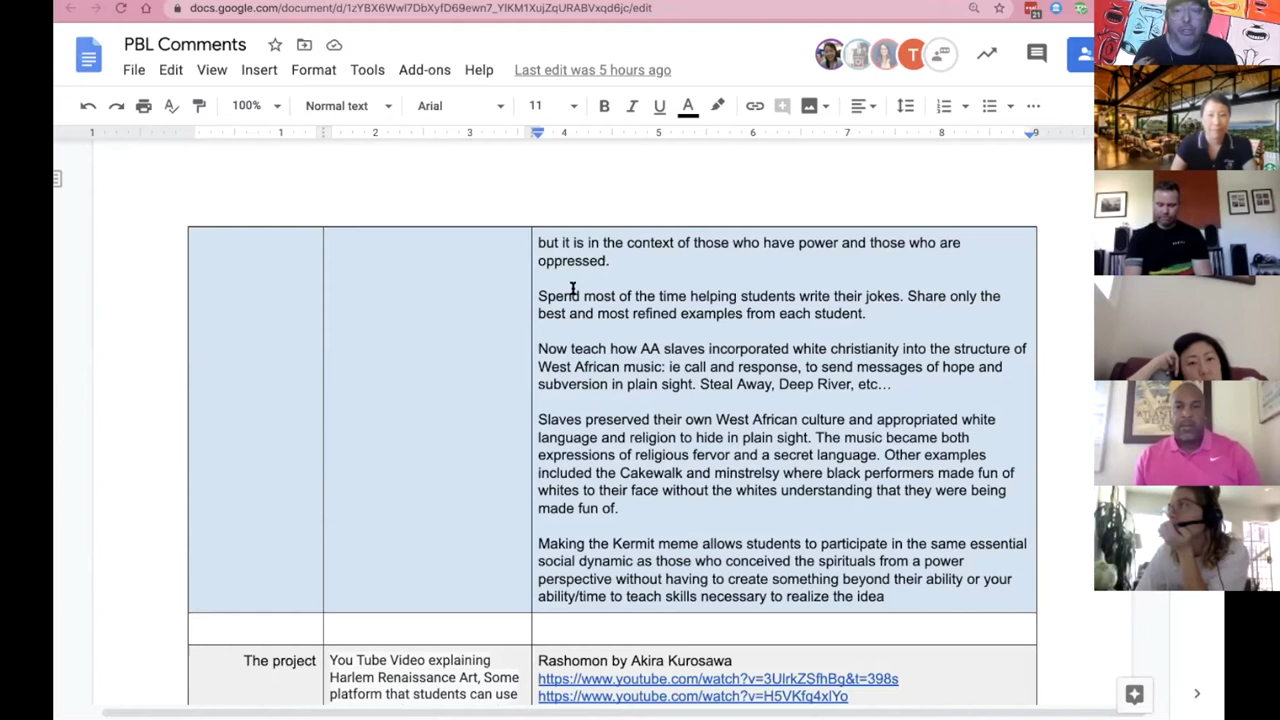 docs.google.com/document/d/1zYBX6Wwl7DbXyfD69ewn7_YlKM1XujZqURABVxqd6jc/edit
21
PBL Comments
File Edit View Insert Format Tools Add-ons Help Last edit was 5 hours ago
T
100% Normal text Arial 11 B I U A
1 1 2 3 4 5 6 7 8 9
but it is in the context of those who have power and those who are
oppressed.
Spend most of the time helping students write their jokes. Share only the
best and most refined examples from each student.
Now teach how AA slaves incorporated white christianity into the structure of
West African music: ie call and response, to send messages of hope and
subversion in plain sight. Steal Away, Deep River, etc…
Slaves preserved their own West African culture and appropriated white
language and religion to hide in plain sight. The music became both
expressions of religious fervor and a secret language. Other examples
included the Cakewalk and minstrelsy where black performers made fun of
whites to their face without the whites understanding that they were being
made fun of.
Making the Kermit meme allows students to participate in the same essential
social dynamic as those who conceived the spirituals from a power
perspective without having to create something beyond their ability or your
ability/time to teach skills necessary to realize the idea
The project
You Tube Video explaining
Harlem Renaissance Art, Some
platform that students can use
Rashomon by Akira Kurosawa
https://www.youtube.com/watch?v=3UlrkZSfhBg&t=398s
https://www.youtube.com/watch?v=H5VKfq4xlYo